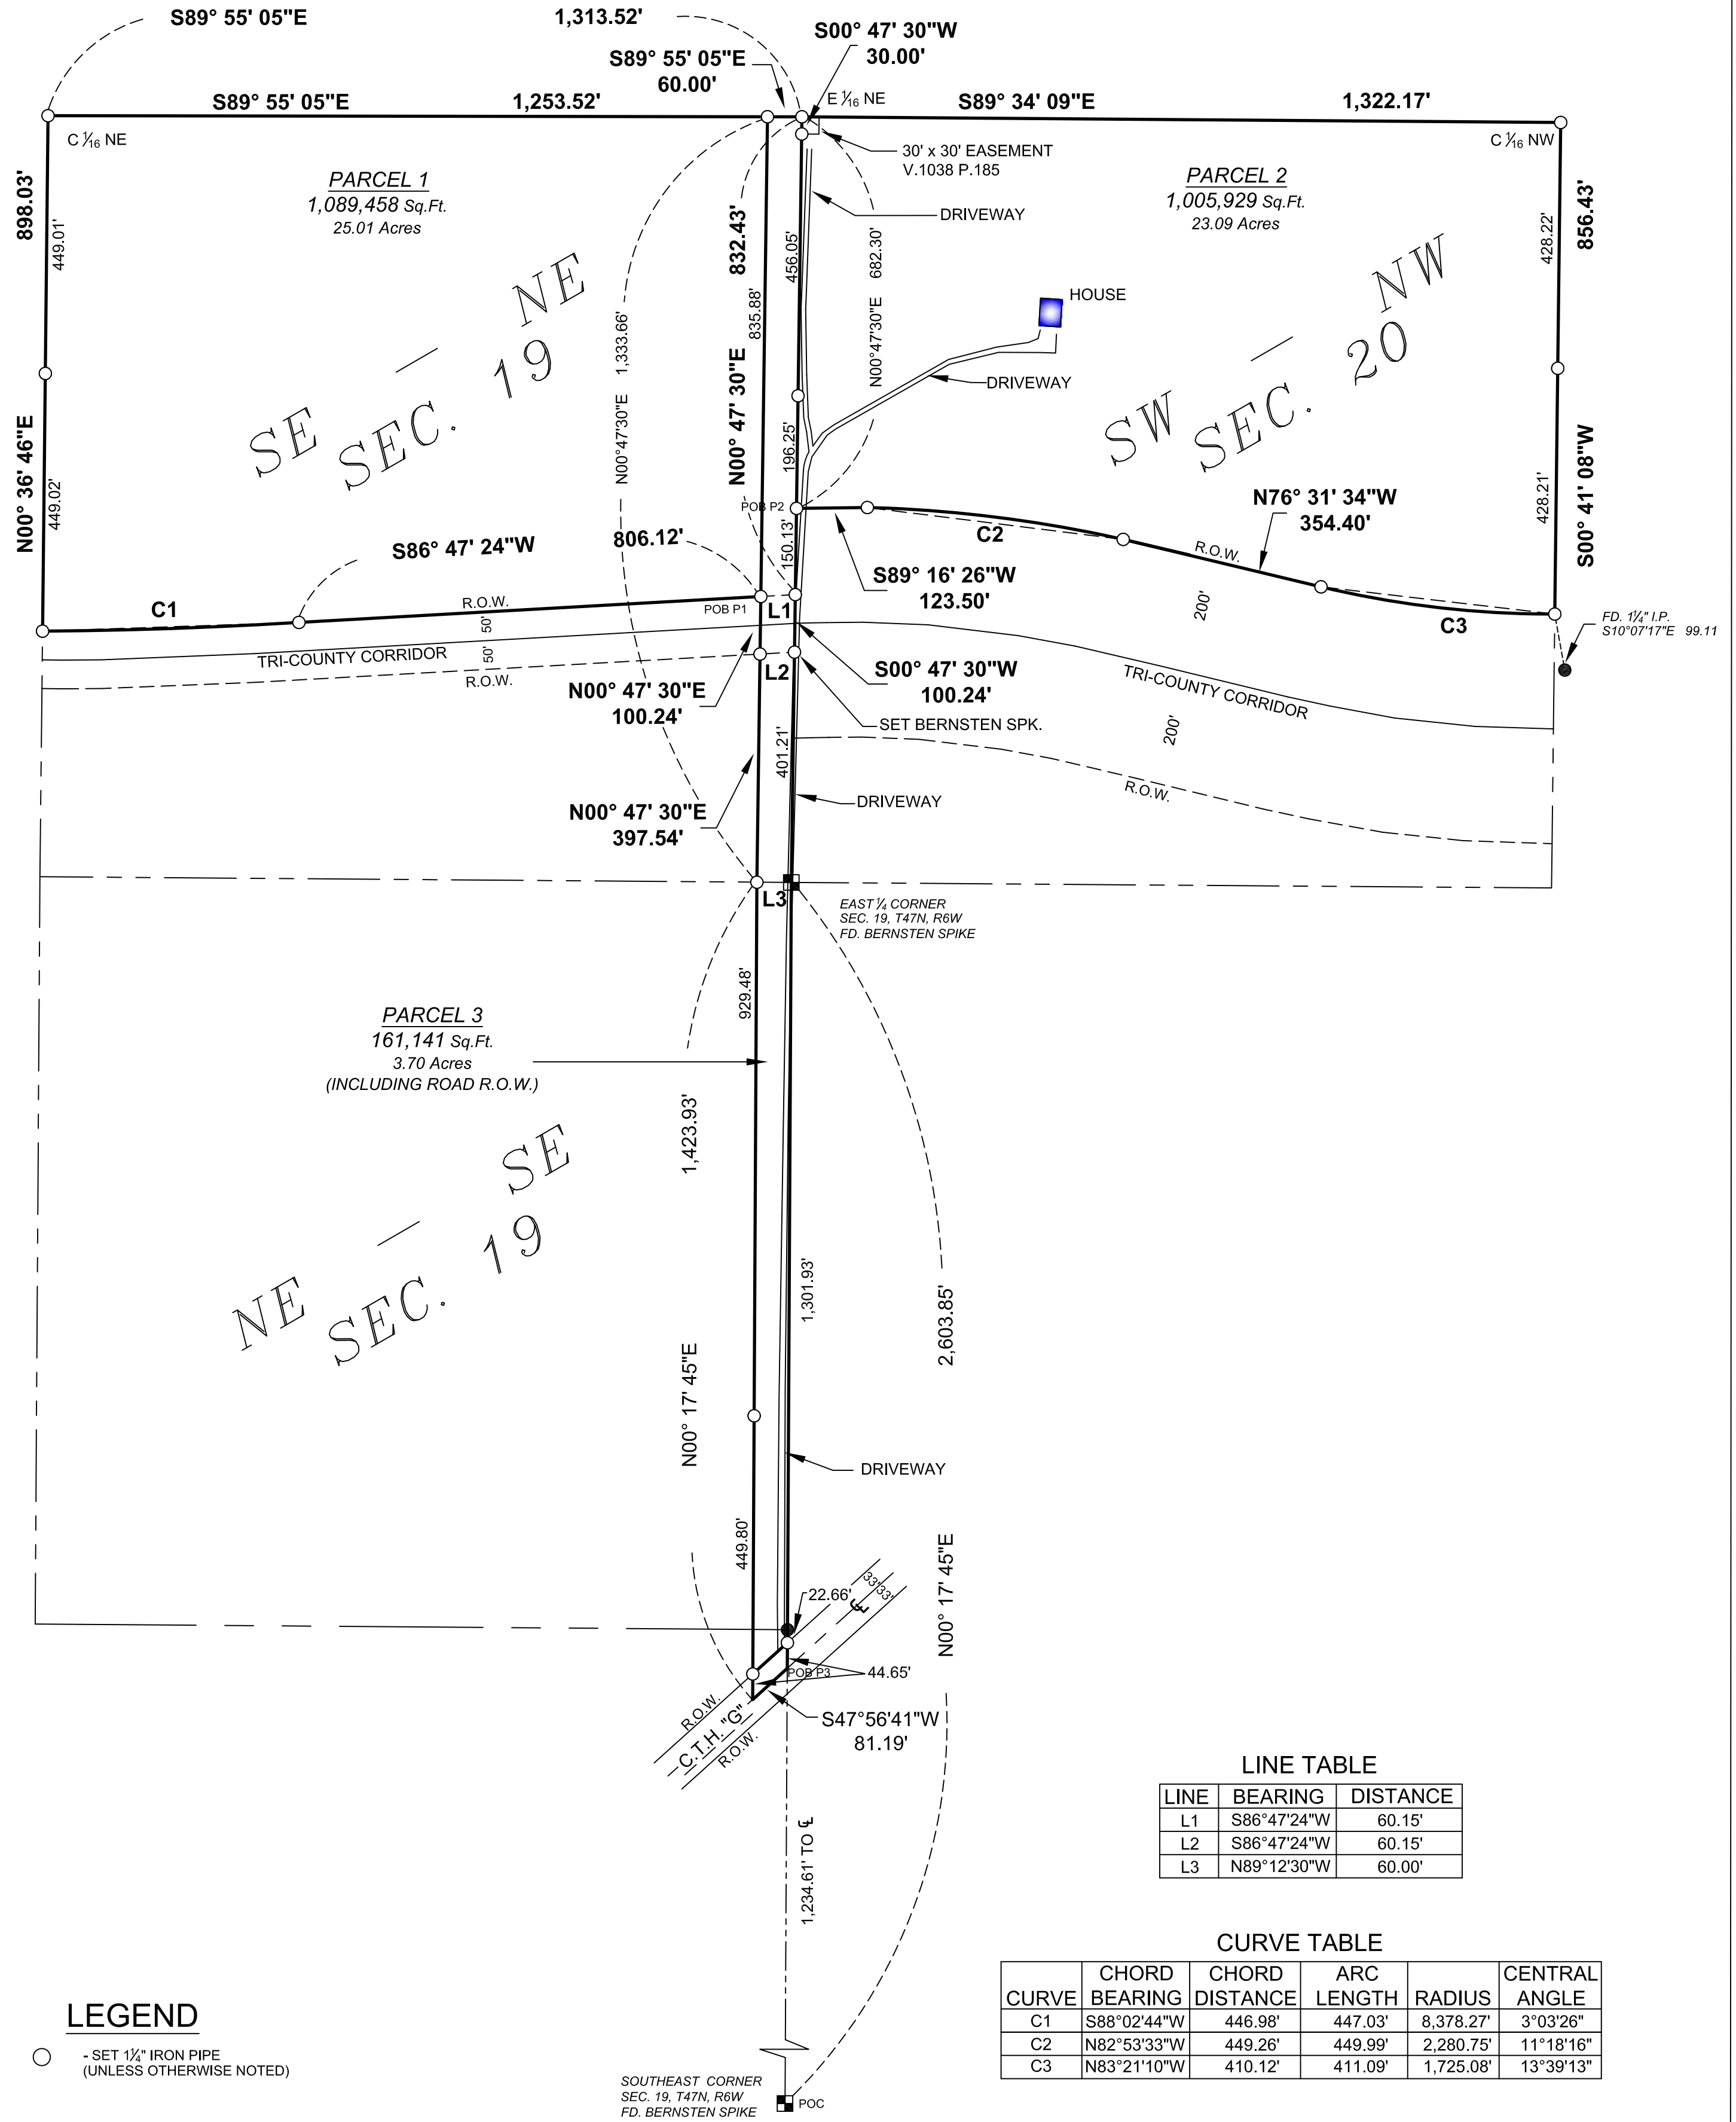 S89° 55' 05"E 1,313.52'
S00° 47' 30"W
30.00'
S89° 55' 05"E
60.00'
S89° 55' 05"E 1,253.52'
E 1⁄16 NE
S89° 34' 09"E 1,322.17'
C 1⁄16 NE
C 1⁄16 NW
30' x 30' EASEMENT
V.1038 P.185
PARCEL 1
1,089,458 Sq.Ft.
25.01 Acres
PARCEL 2
1,005,929 Sq.Ft.
23.09 Acres
DRIVEWAY
898.03'
449.01'
N00° 36' 46"E
449.02'
832.43'
835.88'
N00° 47' 30"E
N00°47'30"E 1,333.66'
456.05'
196.25'
150.13'
N00°47'30"E 682.30'
428.22'
856.43'
428.21'
S00° 41' 08"W
HOUSE
DRIVEWAY
SE — NE
SEC. 19
SW — NW
SEC. 20
POB P2
C2
N76° 31' 34"W
354.40'
R.O.W.
S86° 47' 24"W 806.12'
S89° 16' 26"W
123.50'
200'
C1
R.O.W.
50'
POB P1
L1
C3
FD. 1¼" I.P.
S10°07'17"E 99.11
TRI-COUNTY CORRIDOR
50'
R.O.W.
L2
S00° 47' 30"W
100.24'
TRI-COUNTY CORRIDOR
N00° 47' 30"E
100.24'
SET BERNSTEN SPK.
200'
401.21'
R.O.W.
DRIVEWAY
N00° 47' 30"E
397.54'
L3
EAST ¼ CORNER
SEC. 19, T47N, R6W
FD. BERNSTEN SPIKE
929.48'
PARCEL 3
161,141 Sq.Ft.
3.70 Acres
(INCLUDING ROAD R.O.W.)
1,423.93'
N00° 17' 45"E
1,301.93'
2,603.85'
N00° 17' 45"E
NE — SE
SEC. 19
DRIVEWAY
449.80'
22.66'
33'
33'
℄
POB P3
44.65'
R.O.W.
C.T.H. "G"
R.O.W.
S47°56'41"W
81.19'
1,234.61' TO ℄
LINE TABLE
LINE BEARING DISTANCE
L1 S86°47'24"W 60.15'
L2 S86°47'24"W 60.15'
L3 N89°12'30"W 60.00'
CURVE TABLE
CHORD CHORD ARC CENTRAL
CURVE BEARING DISTANCE LENGTH RADIUS ANGLE
C1 S88°02'44"W 446.98' 447.03' 8,378.27' 3°03'26"
C2 N82°53'33"W 449.26' 449.99' 2,280.75' 11°18'16"
C3 N83°21'10"W 410.12' 411.09' 1,725.08' 13°39'13"
LEGEND
- SET 1¼" IRON PIPE
(UNLESS OTHERWISE NOTED)
SOUTHEAST CORNER
SEC. 19, T47N, R6W
FD. BERNSTEN SPIKE
POC